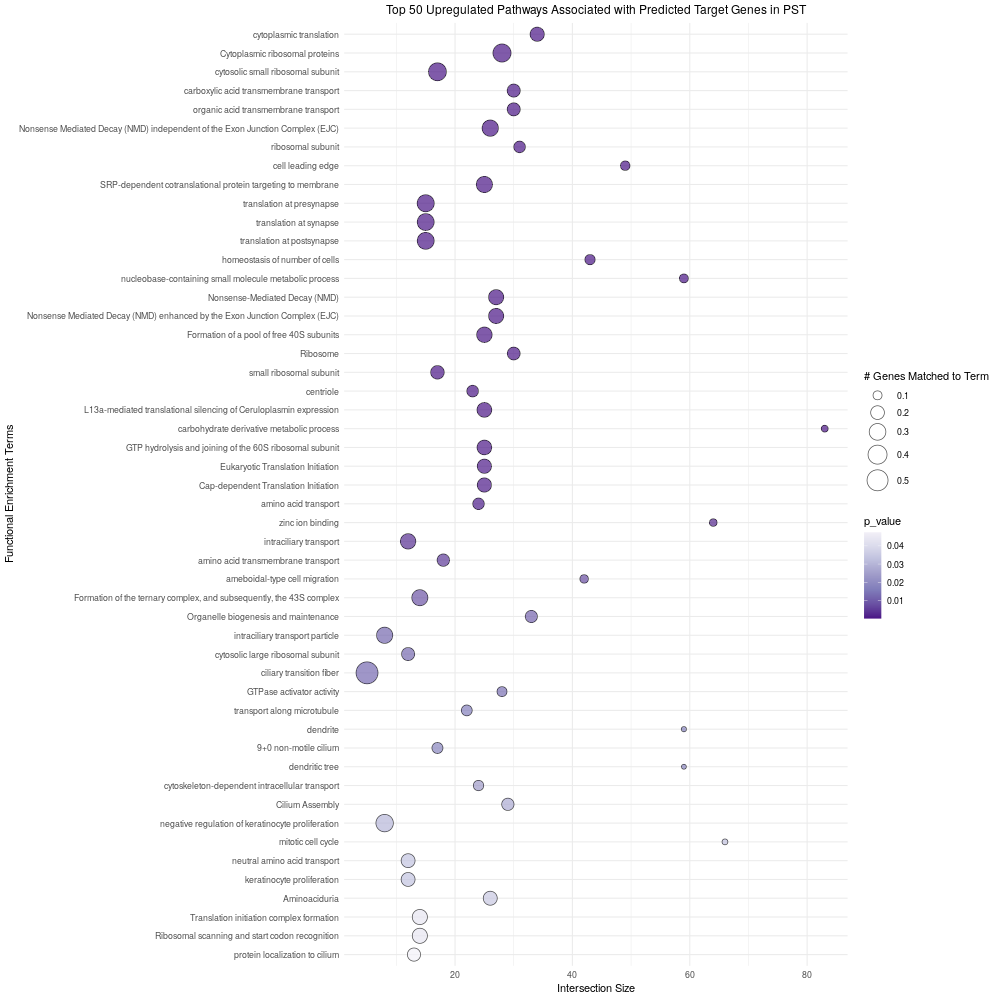 Top 50 Upregulated Pathways Associated with Predicted Target Genes in PST
Functional Enrichment Terms
cytoplasmic translation
Cytoplasmic ribosomal proteins
cytosolic small ribosomal subunit
carboxylic acid transmembrane transport
organic acid transmembrane transport
Nonsense Mediated Decay (NMD) independent of the Exon Junction Complex (EJC)
ribosomal subunit
cell leading edge
SRP-dependent cotranslational protein targeting to membrane
translation at presynapse
translation at synapse
translation at postsynapse
homeostasis of number of cells
nucleobase-containing small molecule metabolic process
Nonsense-Mediated Decay (NMD)
Nonsense Mediated Decay (NMD) enhanced by the Exon Junction Complex (EJC)
Formation of a pool of free 40S subunits
Ribosome
small ribosomal subunit
centriole
L13a-mediated translational silencing of Ceruloplasmin expression
carbohydrate derivative metabolic process
GTP hydrolysis and joining of the 60S ribosomal subunit
Eukaryotic Translation Initiation
Cap-dependent Translation Initiation
amino acid transport
zinc ion binding
intraciliary transport
amino acid transmembrane transport
ameboidal-type cell migration
Formation of the ternary complex, and subsequently, the 43S complex
Organelle biogenesis and maintenance
intraciliary transport particle
cytosolic large ribosomal subunit
ciliary transition fiber
GTPase activator activity
transport along microtubule
dendrite
9+0 non-motile cilium
dendritic tree
cytoskeleton-dependent intracellular transport
Cilium Assembly
negative regulation of keratinocyte proliferation
mitotic cell cycle
neutral amino acid transport
keratinocyte proliferation
Aminoaciduria
Translation initiation complex formation
Ribosomal scanning and start codon recognition
protein localization to cilium
20 40 60 80
Intersection Size
# Genes Matched to Term
0.1
0.2
0.3
0.4
0.5
p_value
0.04
0.03
0.02
0.01